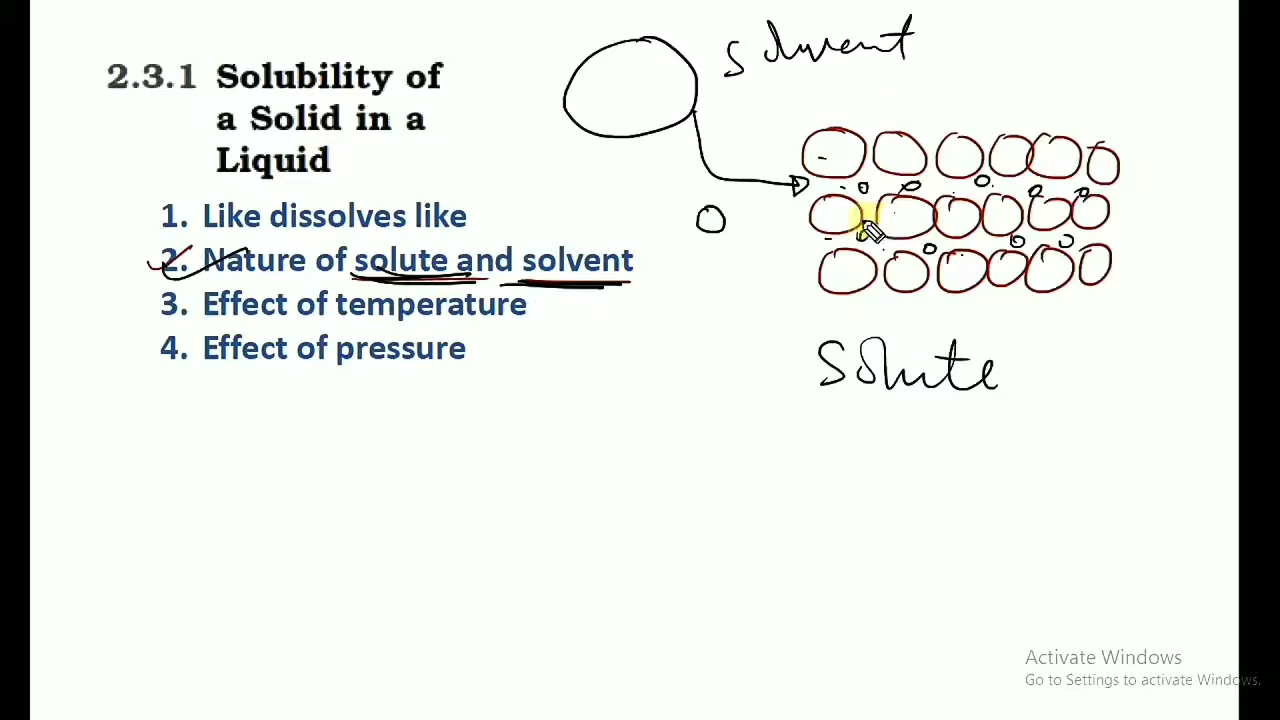 2.3.1 Solubility of
a Solid in a
Liquid
1. Like dissolves like
2. Nature of solute and solvent
3. Effect of temperature
4. Effect of pressure
Solvent
Solute
Activate Windows
Go to Settings to activate Windows.